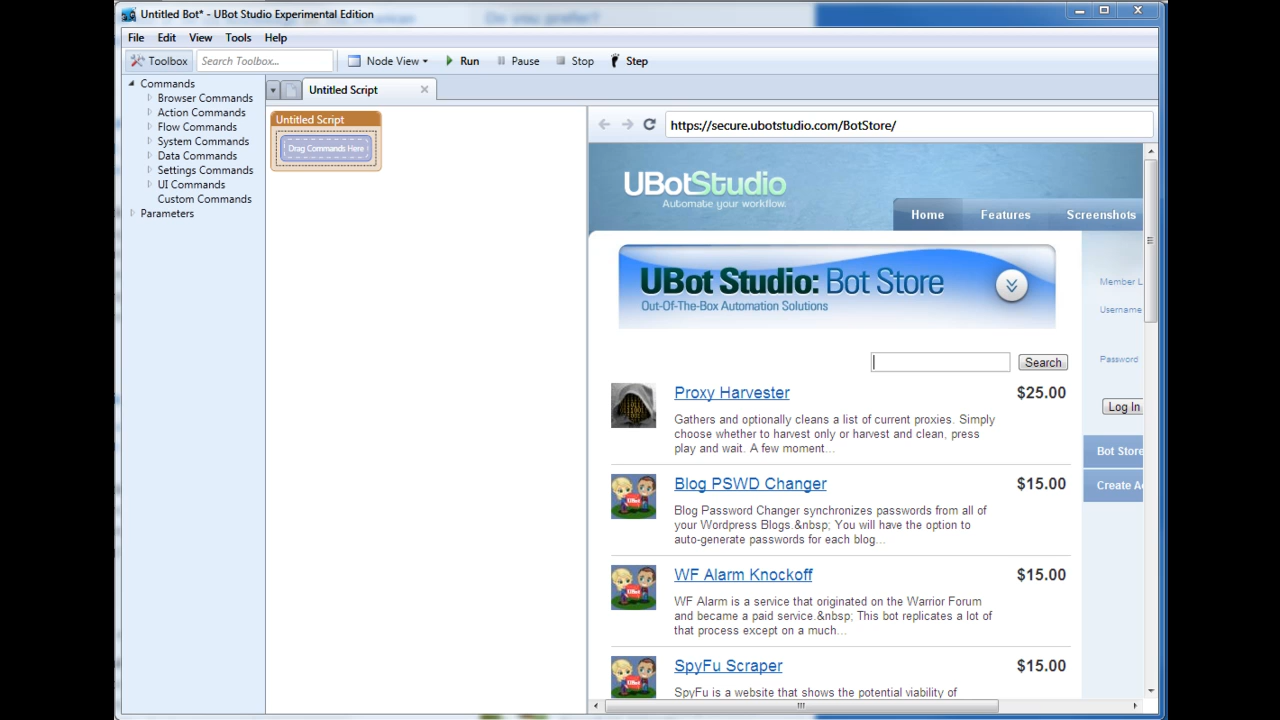 Do you prefer?
Untitled Bot* - UBot Studio Experimental Edition
File Edit View Tools Help
Toolbox Search Toolbox... Node View Run Pause Stop Step
Commands
Browser Commands
Action Commands
Flow Commands
System Commands
Data Commands
Settings Commands
UI Commands
Custom Commands
Parameters
Untitled Script
Untitled Script
Drag Commands Here
https://secure.ubotstudio.com/BotStore/
UBotStudio
Automate your workflow.
Home Features Screenshots
UBot Studio: Bot Store
Out-Of-The-Box Automation Solutions
Member L
Username
Password
Log In
Bot Store
Create Ac
Search
Proxy Harvester $25.00
Gathers and optionally cleans a list of current proxies. Simply
choose whether to harvest only or harvest and clean, press
play and wait. A few moment...
Blog PSWD Changer $15.00
Blog Password Changer synchronizes passwords from all of
your Wordpress Blogs.&nbsp; You will have the option to
auto-generate passwords for each blog...
WF Alarm Knockoff $15.00
WF Alarm is a service that originated on the Warrior Forum
and became a paid service.&nbsp; This bot replicates a lot of
that process except on a much...
SpyFu Scraper $15.00
SpyFu is a website that shows the potential viability of